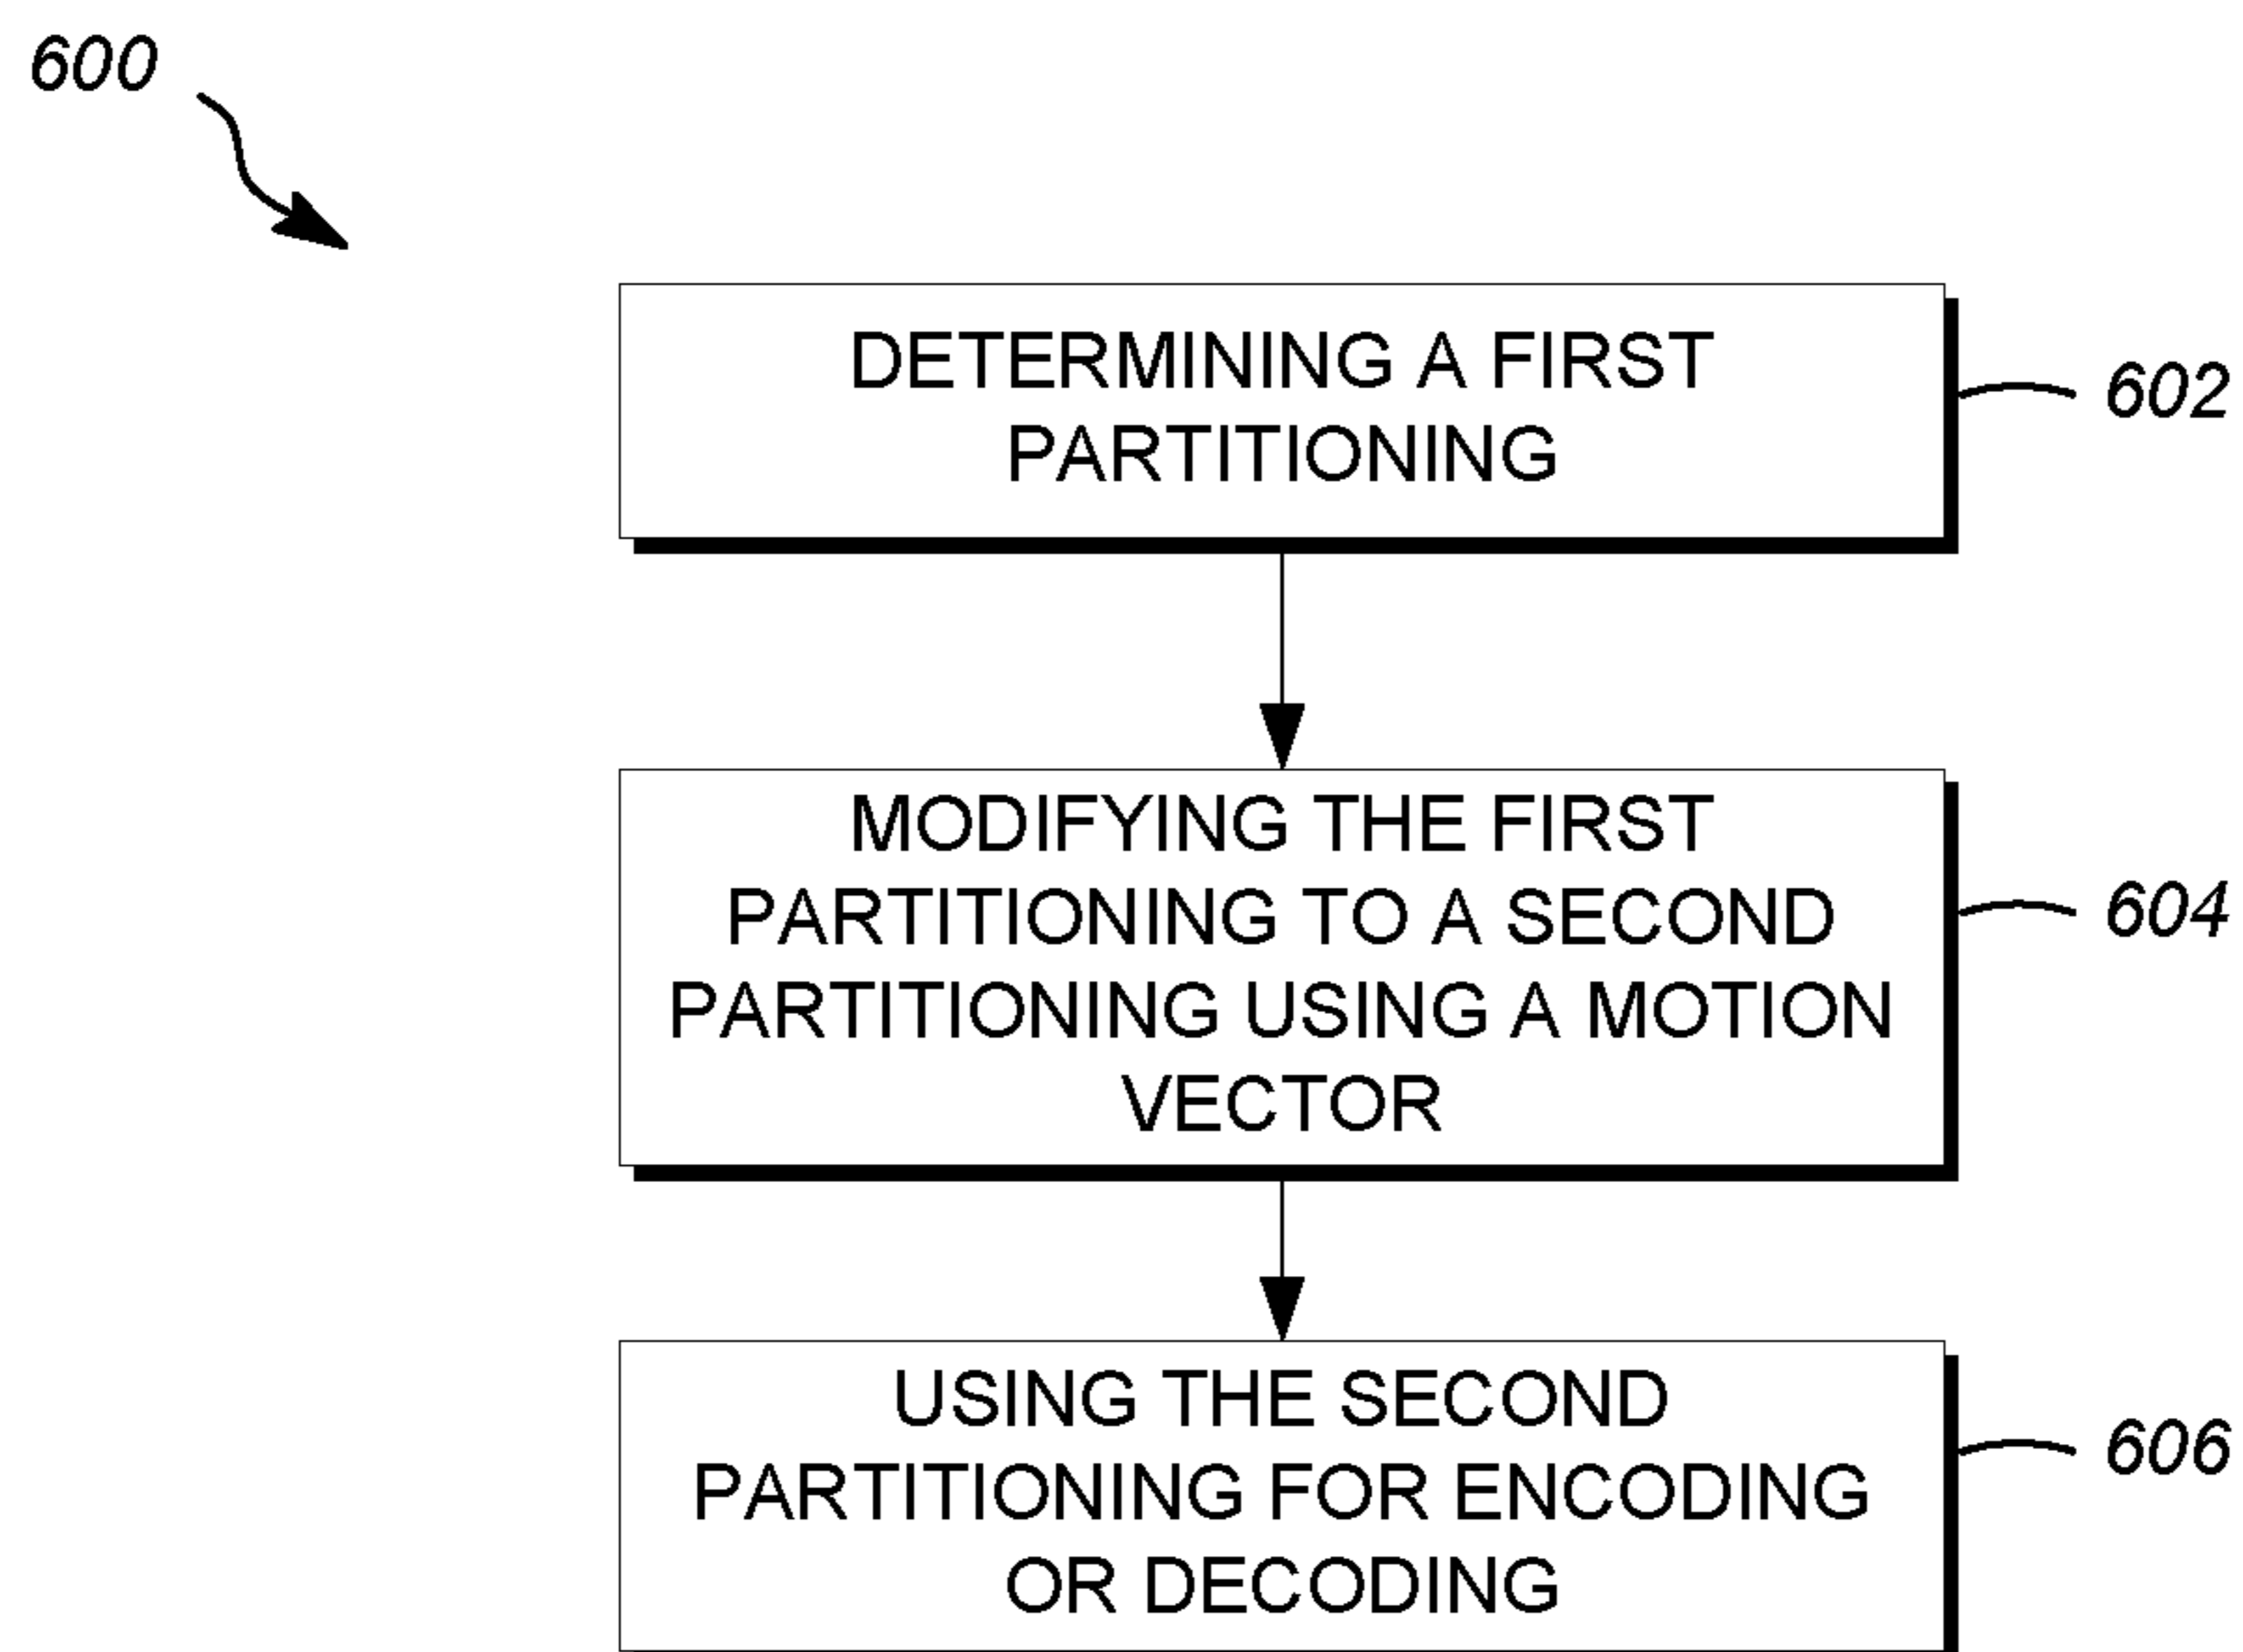 600
DETERMINING A FIRST
PARTITIONING
602
MODIFYING THE FIRST
PARTITIONING TO A SECOND
PARTITIONING USING A MOTION
VECTOR
604
USING THE SECOND
PARTITIONING FOR ENCODING
OR DECODING
606